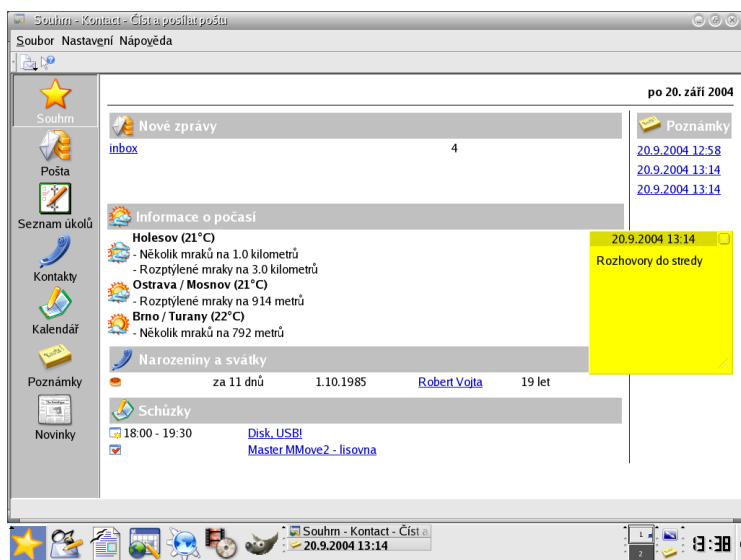 Souhrn - Kontact - Číst a posílat poštu
Soubor Nastavení Nápověda
po 20. září 2004
Souhrn
Pošta
Seznam úkolů
Kontakty
Kalendář
Poznámky
Novinky
Nové zprávy
inbox 4
Informace o počasí
Holesov (21°C)
- Několik mraků na 1.0 kilometrů
- Rozptýlené mraky na 3.0 kilometrů
Ostrava / Mosnov (21°C)
- Rozptýlené mraky na 914 metrů
Brno / Turany (22°C)
- Několik mraků na 792 metrů
Narozeniny a svátky
za 11 dnů 1.10.1985 Robert Vojta 19 let
Schůzky
18:00 - 19:30 Disk, USB!
Master MMove2 - lisovna
Poznámky
20.9.2004 12:58
20.9.2004 13:14
20.9.2004 13:14
20.9.2004 13:14
Rozhovory do stredy
Souhrn - Kontact - Číst a
20.9.2004 13:14
1
2
13:38